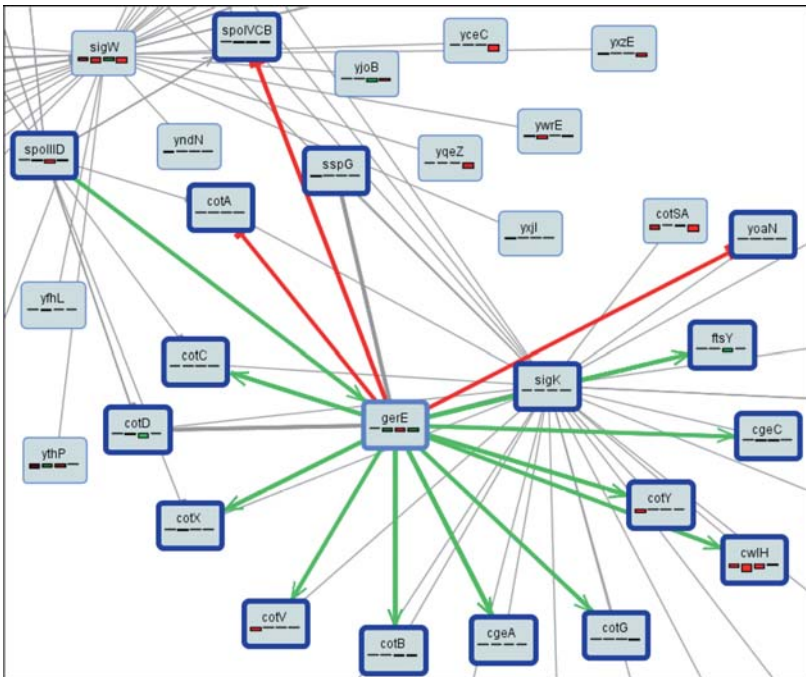 spoIVCB
sigW
yceC
yxzE
yjoB
ywrE
yndN
yqeZ
spoIIID
sspG
cotA
cotSA
yxjI
yoaN
yfhL
ftsY
cotC
sigK
gerE
cotD
cgeC
ythP
cotY
cotX
cwlH
cotV
cotG
cotB
cgeA